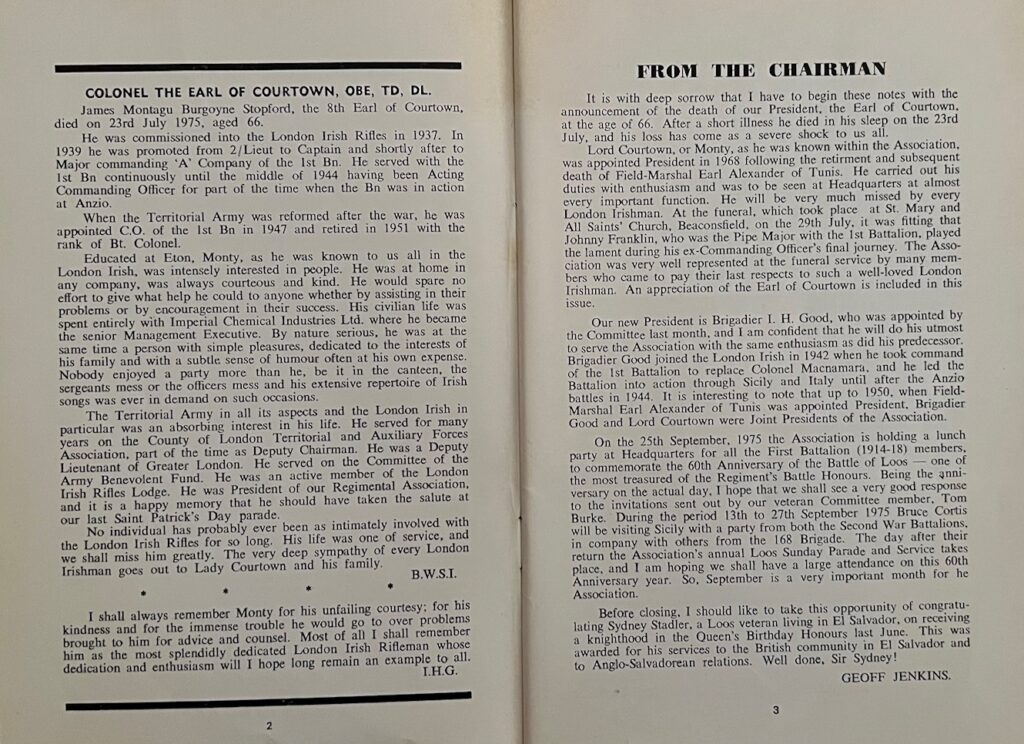 COLONEL THE EARL OF COURTOWN, OBE, TD, DL.
James Montagu Burgoyne Stopford, the 8th Earl of Courtown,
died on 23rd July 1975, aged 66.
He was commissioned into the London Irish Rifles in 1937. In
1939 he was promoted from 2/Lieut to Captain and shortly after to
Major commanding 'A' Company of the 1st Bn. He served with the
1st Bn continuously until the middle of 1944 having been Acting
Commanding Officer for part of the time when the Bn was in action
at Anzio.
When the Territorial Army was reformed after the war, he was
appointed C.O. of the 1st Bn in 1947 and retired in 1951 with the
rank of Bt. Colonel.
Educated at Eton, Monty, as he was known to us all in the
London Irish, was intensely interested in people. He was at home in
any company, was always courteous and kind. He would spare no
effort to give what help he could to anyone whether by assisting in their
problems or by encouragement in their success. His civilian life was
spent entirely with Imperial Chemical Industries Ltd. where he became
the senior Management Executive. By nature serious, he was at the
same time a person with simple pleasures, dedicated to the interests of
his family and with a subtle sense of humour often at his own expense.
Nobody enjoyed a party more than he, be it in the canteen, the
sergeants mess or the officers mess and his extensive repertoire of Irish
songs was ever in demand on such occasions.
The Territorial Army in all its aspects and the London Irish in
particular was an absorbing interest in his life. He served for many
years on the County of London Territorial and Auxiliary Forces
Association, part of the time as Deputy Chairman. He was a Deputy
Lieutenant of Greater London. He served on the Committee of the
Army Benevolent Fund. He was an active member of the London
Irish Rifles Lodge. He was President of our Regimental Association,
and it is a happy memory that he should have taken the salute at
our last Saint Patrick's Day parade.
No individual has probably ever been as intimately involved with
the London Irish Rifles for so long. His life was one of service, and
we shall miss him greatly. The very deep sympathy of every London
Irishman goes out to Lady Courtown and his family.
B.W.S.I.
* * * *
I shall always remember Monty for his unfailing courtesy; for his
kindness and for the immense trouble he would go to over problems
brought to him for advice and counsel. Most of all I shall remember
him as the most splendidly dedicated London Irish Rifleman whose
dedication and enthusiasm will I hope long remain an example to all.
I.H.G.
2
FROM THE CHAIRMAN
It is with deep sorrow that I have to begin these notes with the
announcement of the death of our President, the Earl of Courtown,
at the age of 66. After a short illness he died in his sleep on the 23rd
July, and his loss has come as a severe shock to us all.
Lord Courtown, or Monty, as he was known within the Association,
was appointed President in 1968 following the retirment and subsequent
death of Field-Marshal Earl Alexander of Tunis. He carried out his
duties with enthusiasm and was to be seen at Headquarters at almost
every important function. He will be very much missed by every
London Irishman. At the funeral, which took place at St. Mary and
All Saints' Church, Beaconsfield, on the 29th July, it was fitting that
Johnny Franklin, who was the Pipe Major with the 1st Battalion, played
the lament during his ex-Commanding Officer's final journey. The Asso-
ciation was very well represented at the funeral service by many mem-
bers who came to pay their last respects to such a well-loved London
Irishman. An appreciation of the Earl of Courtown is included in this
issue.
Our new President is Brigadier I. H. Good, who was appointed by
the Committee last month, and I am confident that he will do his utmost
to serve the Association with the same enthusiasm as did his predecessor.
Brigadier Good joined the London Irish in 1942 when he took command
of the 1st Battalion to replace Colonel Macnamara, and he led the
Battalion into action through Sicily and Italy until after the Anzio
battles in 1944. It is interesting to note that up to 1950, when Field-
Marshal Earl Alexander of Tunis was appointed President, Brigadier
Good and Lord Courtown were Joint Presidents of the Association.
On the 25th September, 1975 the Association is holding a lunch
party at Headquarters for all the First Battalion (1914-18) members,
to commemorate the 60th Anniversary of the Battle of Loos — one of
the most treasured of the Regiment's Battle Honours. Being the anni-
versary on the actual day, I hope that we shall see a very good response
to the invitations sent out by our veteran Committee member, Tom
Burke. During the period 13th to 27th September 1975 Bruce Cortis
will be visiting Sicily with a party from both the Second War Battalions,
in company with others from the 168 Brigade. The day after their
return the Association's annual Loos Sunday Parade and Service takes
place, and I am hoping we shall have a large attendance on this 60th
Anniversary year. So, September is a very important month for he
Association.
Before closing, I should like to take this opportunity of congratu-
lating Sydney Stadler, a Loos veteran living in El Salvador, on receiving
a knighthood in the Queen's Birthday Honours last June. This was
awarded for his services to the British community in El Salvador and
to Anglo-Salvadorean relations. Well done, Sir Sydney!
GEOFF JENKINS.
3